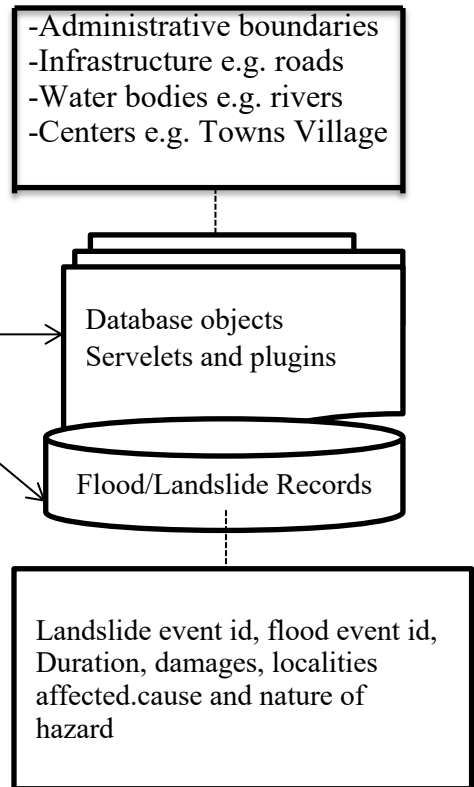 -Administrative boundaries
-Infrastructure e.g. roads
-Water bodies e.g. rivers
-Centers e.g. Towns Village
Database objects
Servelets and plugins
Flood/Landslide Records
Landslide event id, flood event id,
Duration, damages, localities
affected.cause and nature of
hazard